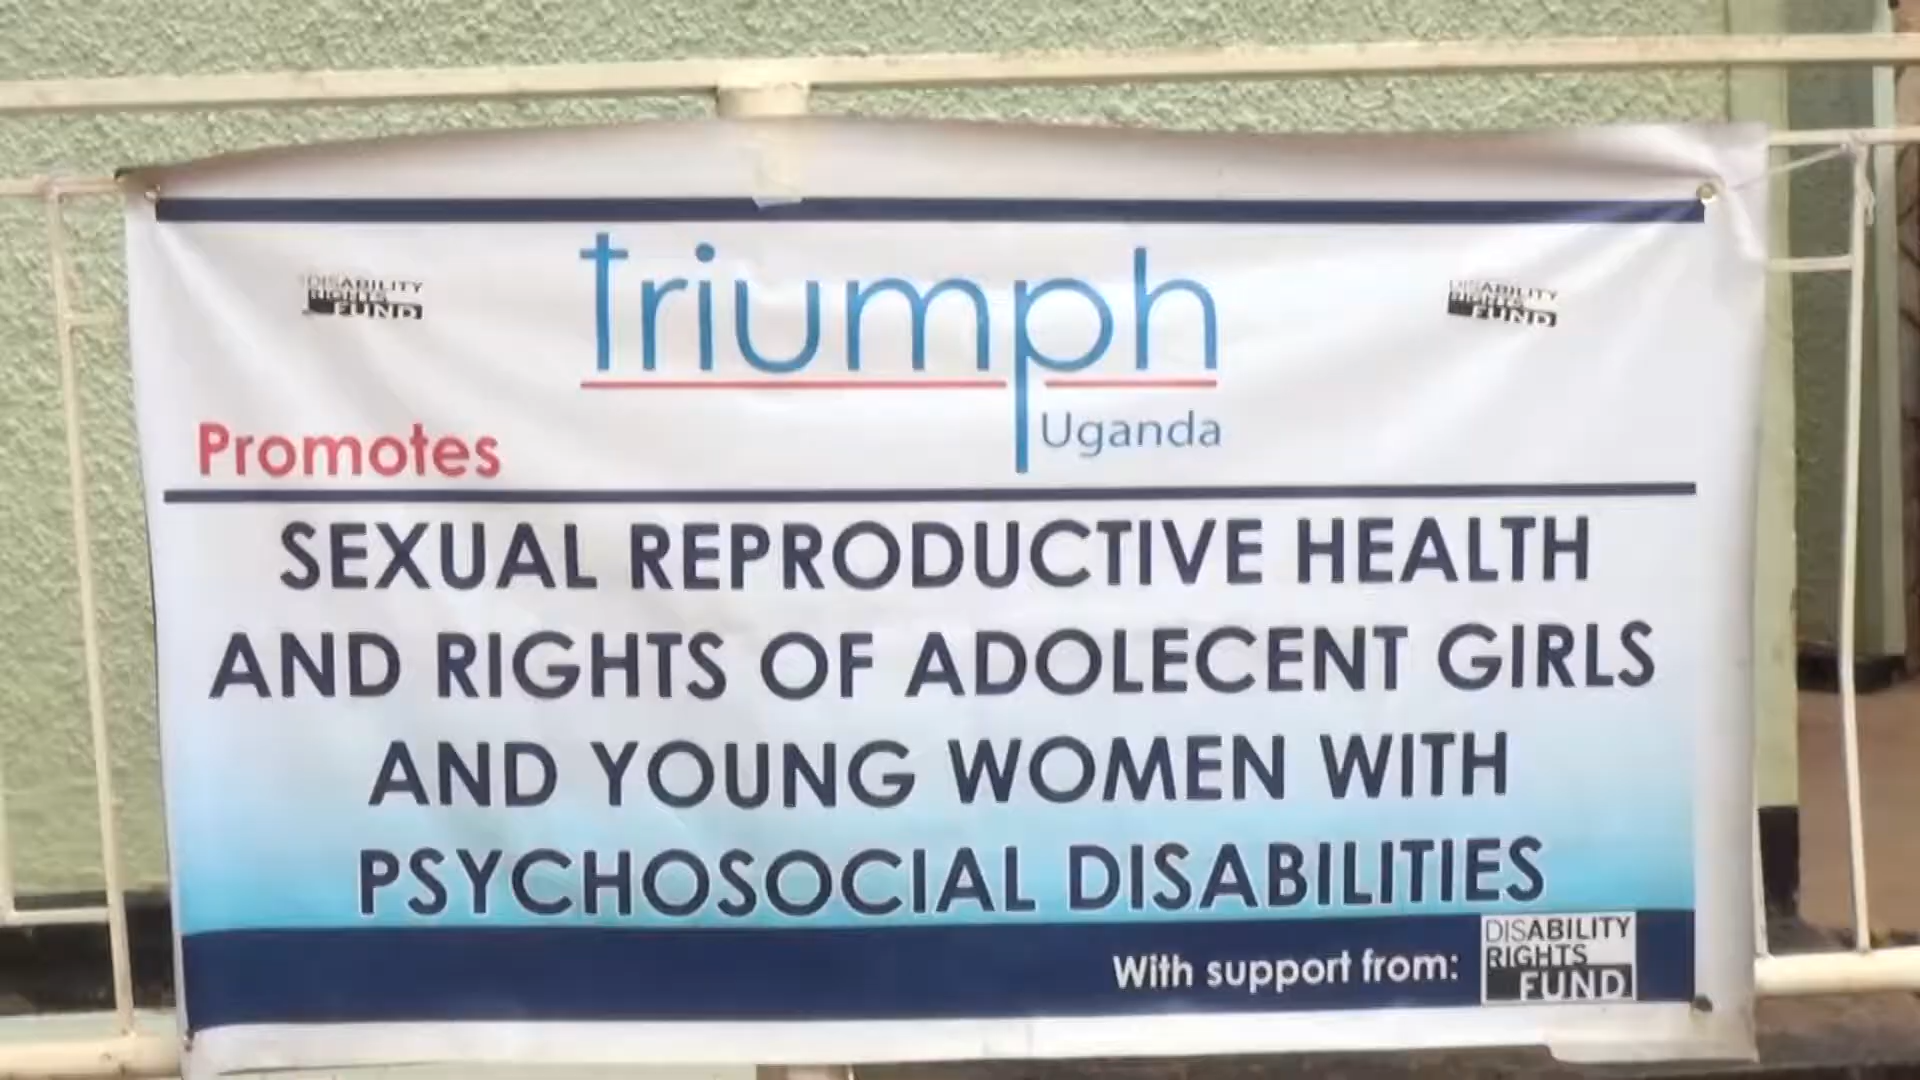 DISABILITY
RIGHTS
FUND
triumph
Uganda
DISABILITY
RIGHTS
FUND
Promotes
SEXUAL REPRODUCTIVE HEALTH
AND RIGHTS OF ADOLECENT GIRLS
AND YOUNG WOMEN WITH
PSYCHOSOCIAL DISABILITIES
With support from:
DISABILITY
RIGHTS
FUND